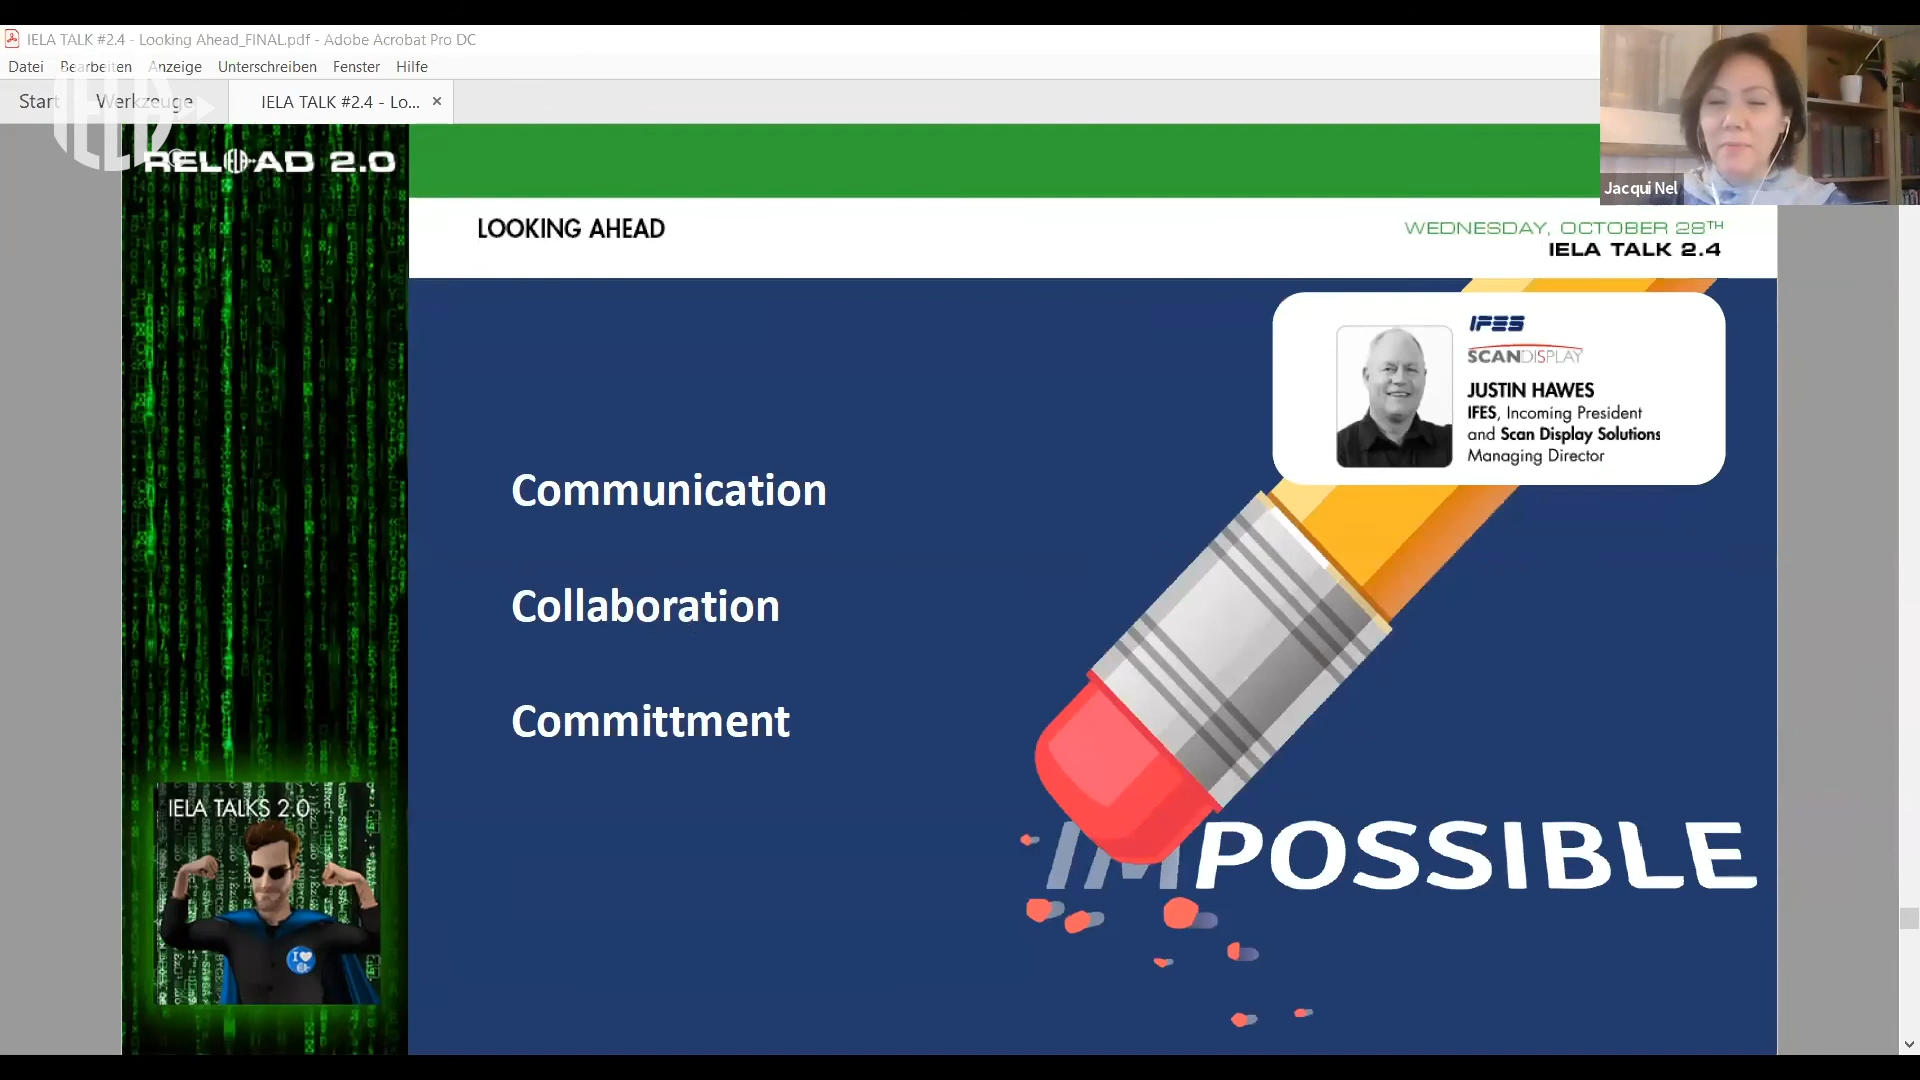 IELA TALK #2.4 - Looking Ahead_FINAL.pdf - Adobe Acrobat Pro DC
Datei Bearbeiten Anzeige Unterschreiben Fenster Hilfe
Start Werkzeuge IELA TALK #2.4 - Lo... ×
IELA
RELOAD 2.0
Jacqui Nel
LOOKING AHEAD
WEDNESDAY, OCTOBER 28TH
IELA TALK 2.4
IFES
SCANDISPLAY
JUSTIN HAWES
IFES, Incoming President
and Scan Display Solutions
Managing Director
Communication
Collaboration
Committment
IMPOSSIBLE
IELA TALKS 2.0
I